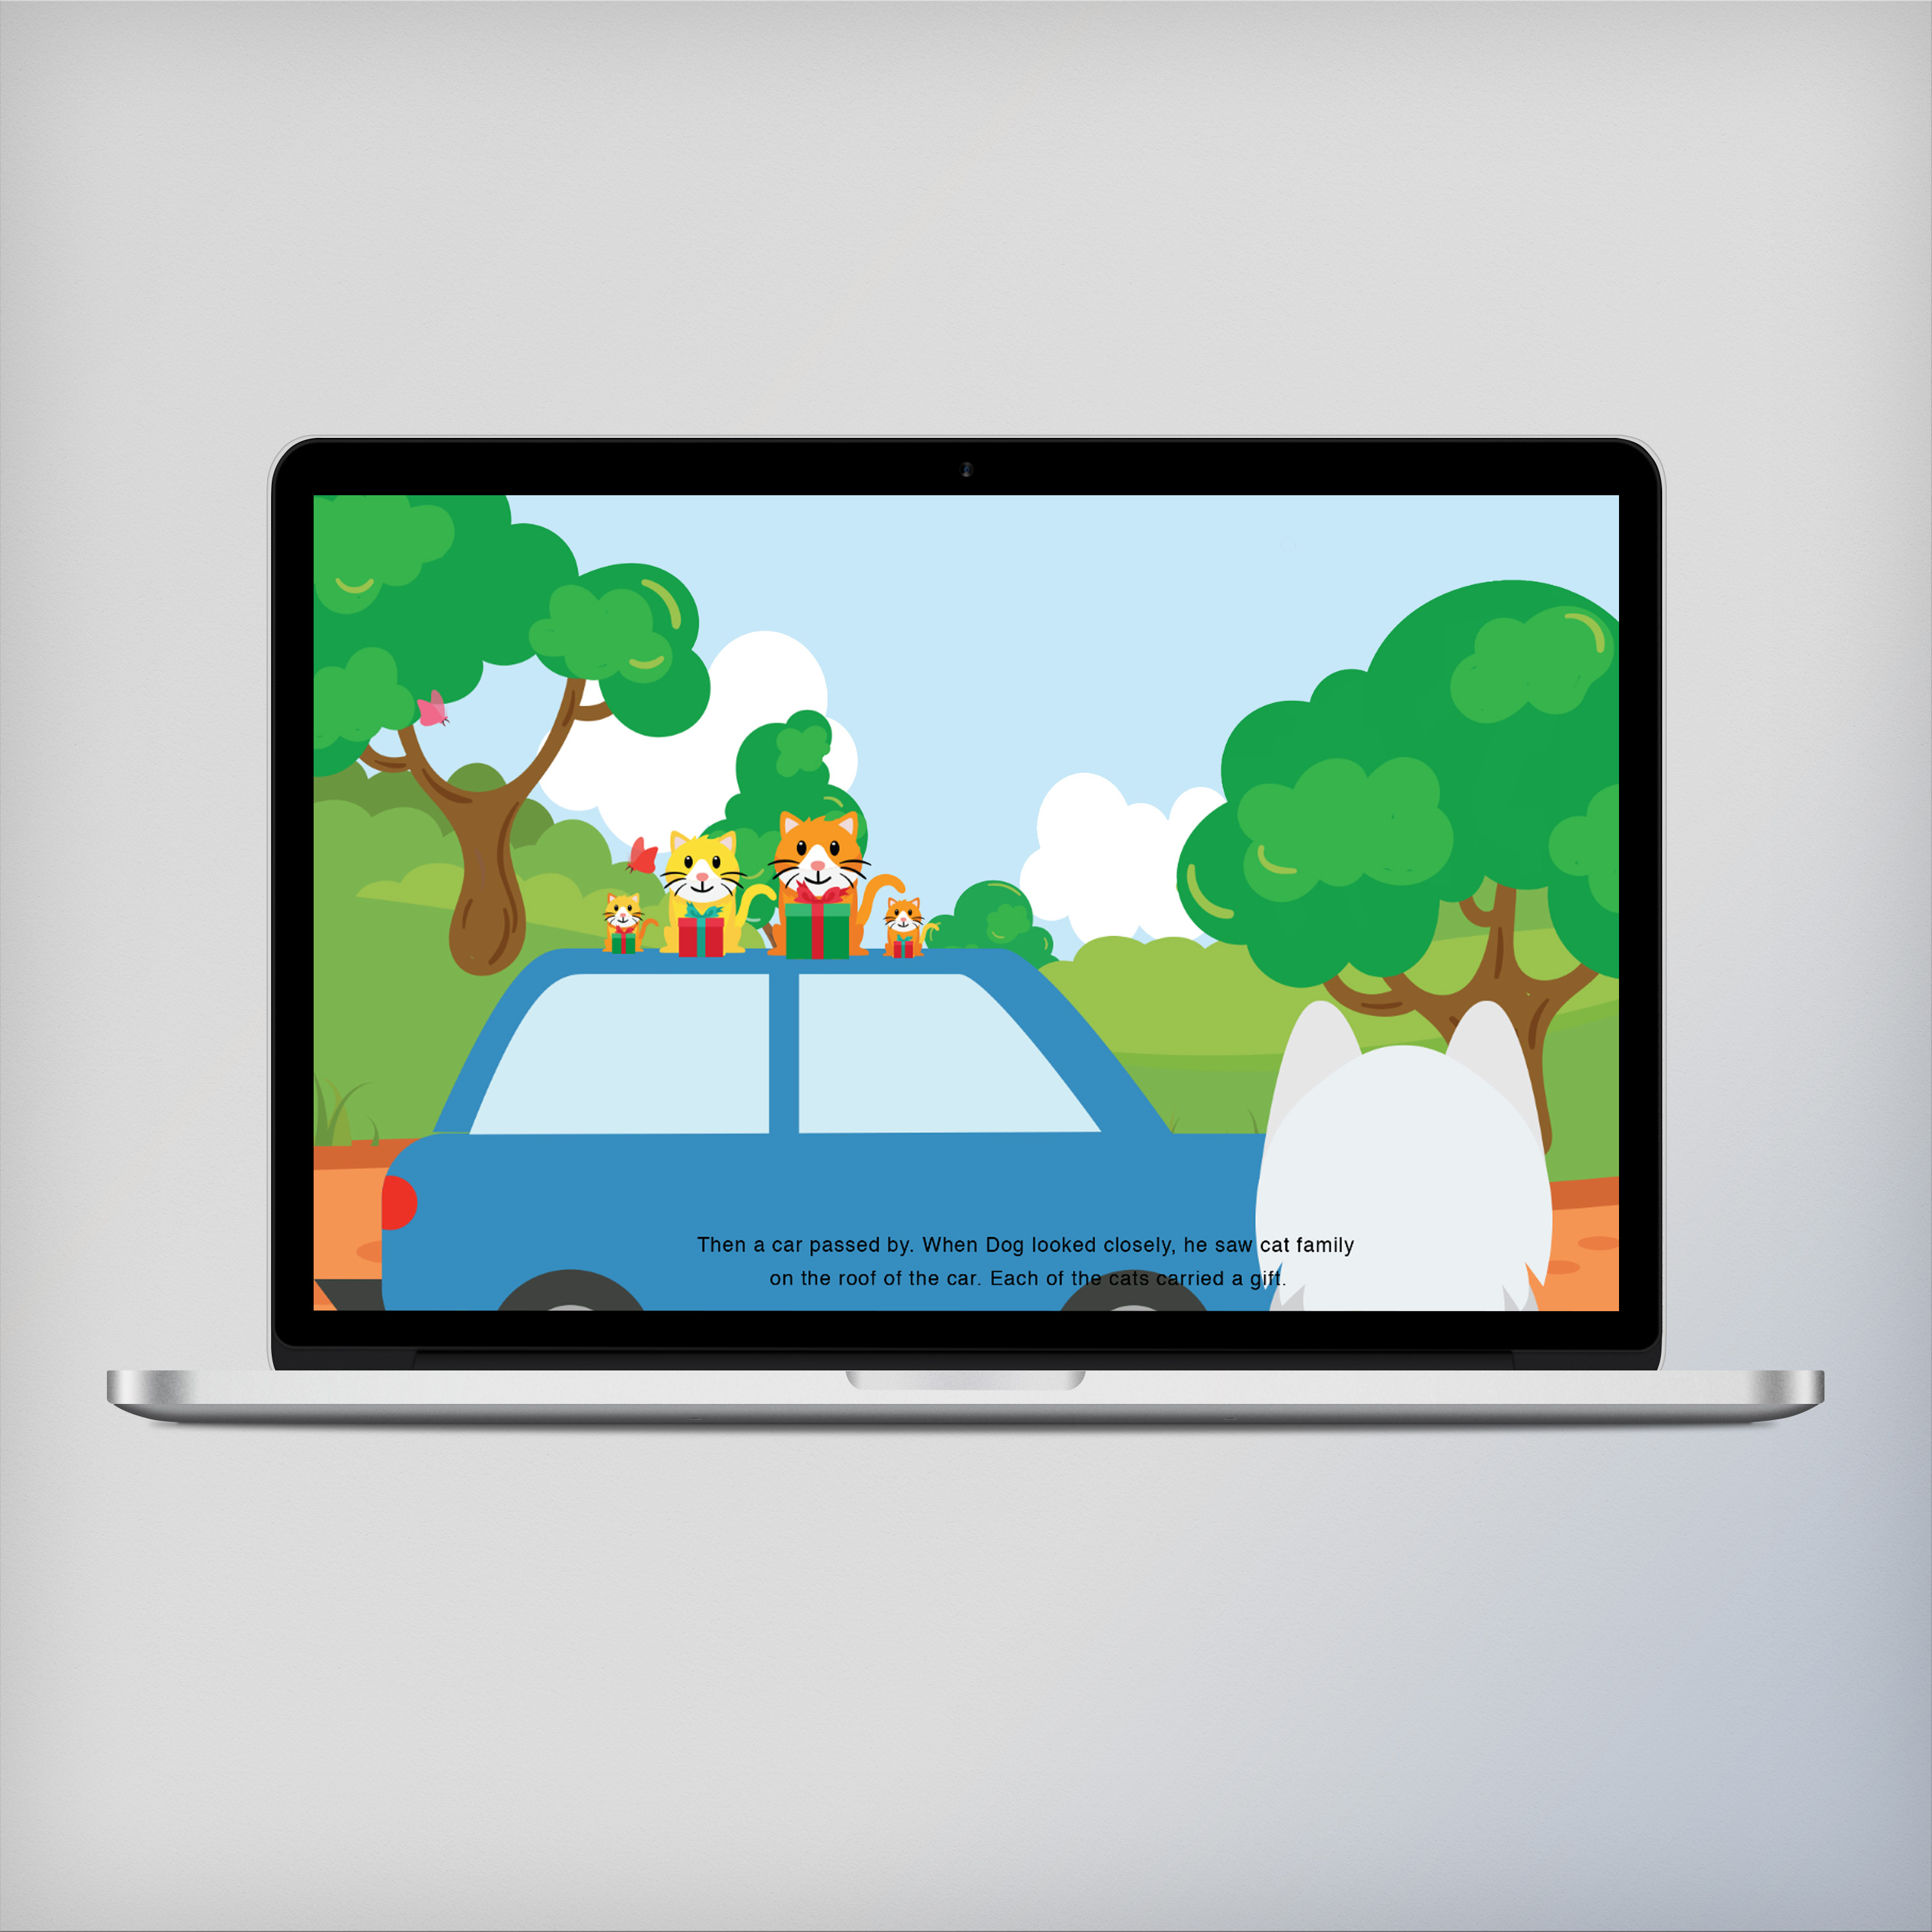 Then a car passed by. When Dog looked closely, he saw cat family
on the roof of the car. Each of the cats carried a gift.